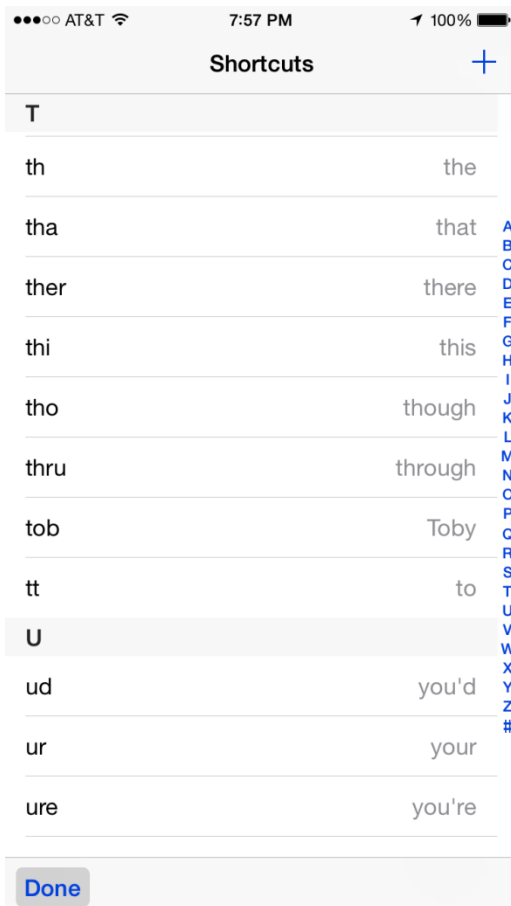 AT&T 7:57 PM 100%
Shortcuts +
T
th the
tha that
ther there
thi this
tho though
thru through
tob Toby
tt to
U
ud you'd
ur your
ure you're
Done
A
B
C
D
E
F
G
H
I
J
K
L
M
N
O
P
Q
R
S
T
U
V
W
X
Y
Z
#